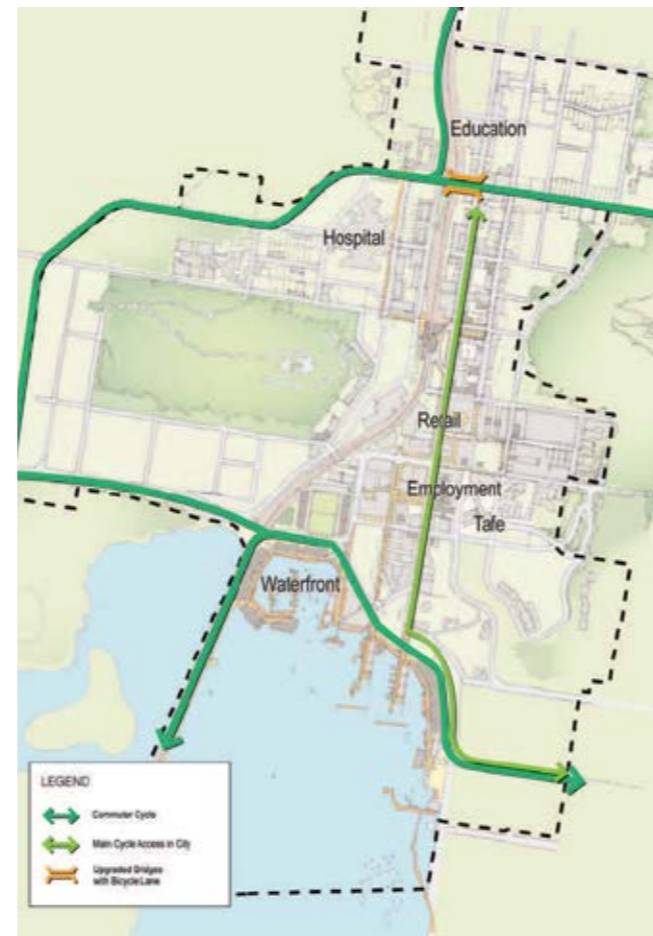 Education
Hospital
Retail
Employment
Tafe
Waterfront
LEGEND
Commuter Cycle
Main Cycle Access in City
Upgraded Bridges
with Bicycle Lane